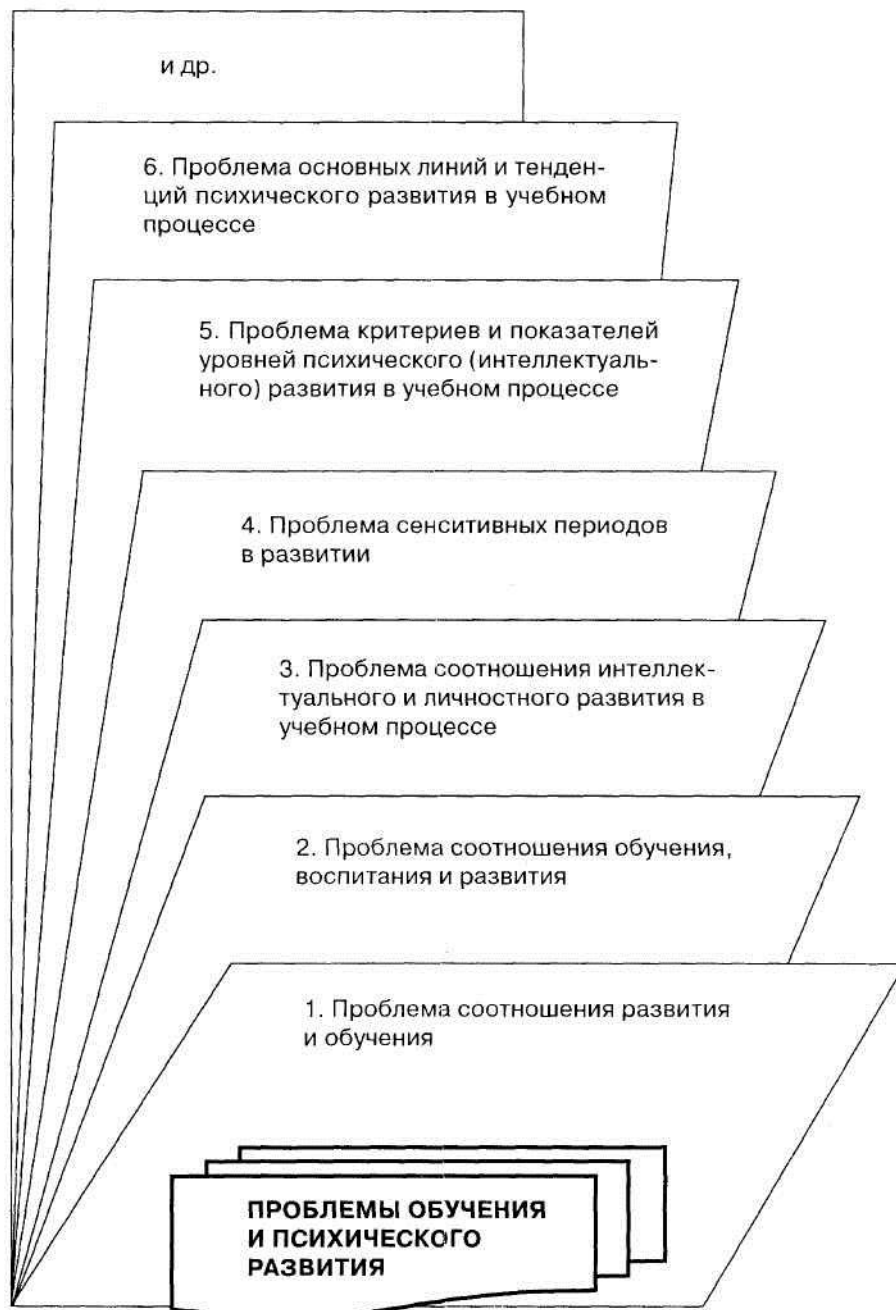 и др.
6. Проблема основных линий и тенден-
ций психического развития в учебном
процессе
5. Проблема критериев и показателей
уровней психического (интеллектуаль-
ного) развития в учебном процессе
4. Проблема сенситивных периодов
в развитии
3. Проблема соотношения интеллек-
туального и личностного развития в
учебном процессе
2. Проблема соотношения обучения,
воспитания и развития
1. Проблема соотношения развития
и обучения
ПРОБЛЕМЫ ОБУЧЕНИЯ
И ПСИХИЧЕСКОГО
РАЗВИТИЯ